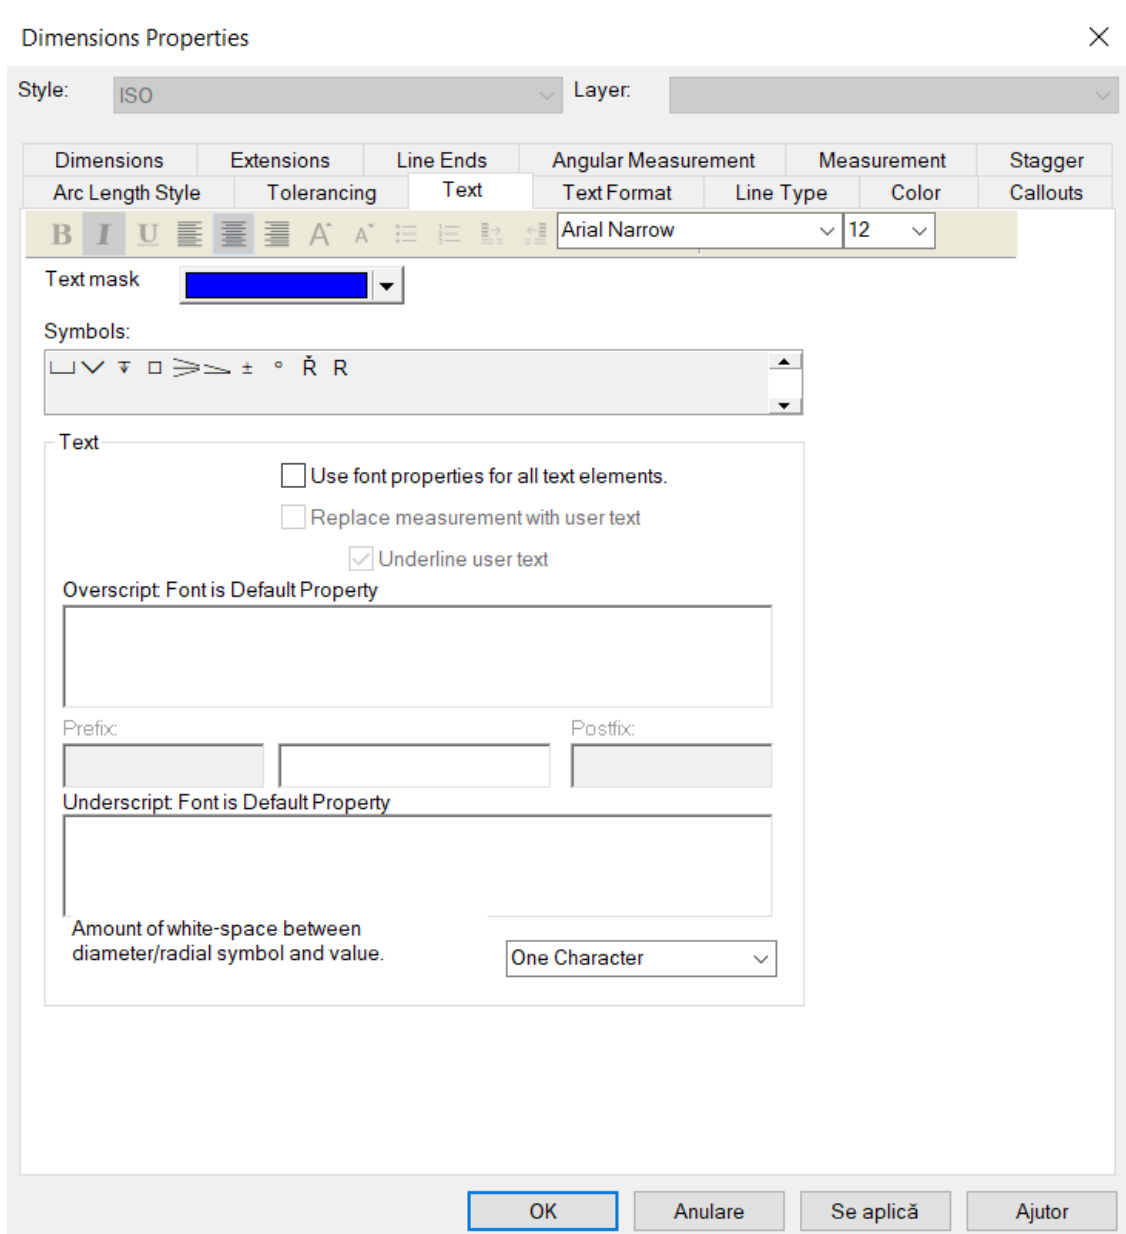 Dimensions Properties
Style: ISO Layer:
Dimensions Extensions Line Ends Angular Measurement Measurement Stagger
Arc Length Style Tolerancing Text Text Format Line Type Color Callouts
B I U A A Arial Narrow 12
Text mask
Symbols:
± ° Ř R
Text
Use font properties for all text elements.
Replace measurement with user text
Underline user text
Overscript: Font is Default Property
Prefix: Postfix:
Underscript: Font is Default Property
Amount of white-space between
diameter/radial symbol and value.
One Character
OK Anulare Se aplică Ajutor